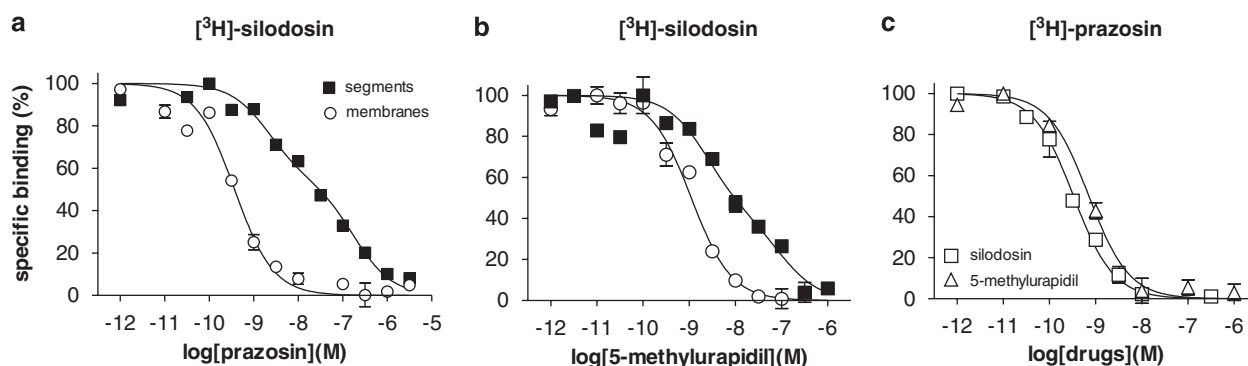 a
[³H]-silodosin
specific binding (%)
100
80
60
40
20
0
segments
membranes
-12 -11 -10 -9 -8 -7 -6 -5
log[prazosin](M)
b
[³H]-silodosin
100
80
60
40
20
0
-12 -11 -10 -9 -8 -7 -6
log[5-methylurapidil](M)
c
[³H]-prazosin
100
80
60
40
20
0
silodosin
5-methylurapidil
-12 -11 -10 -9 -8 -7 -6
log[drugs](M)